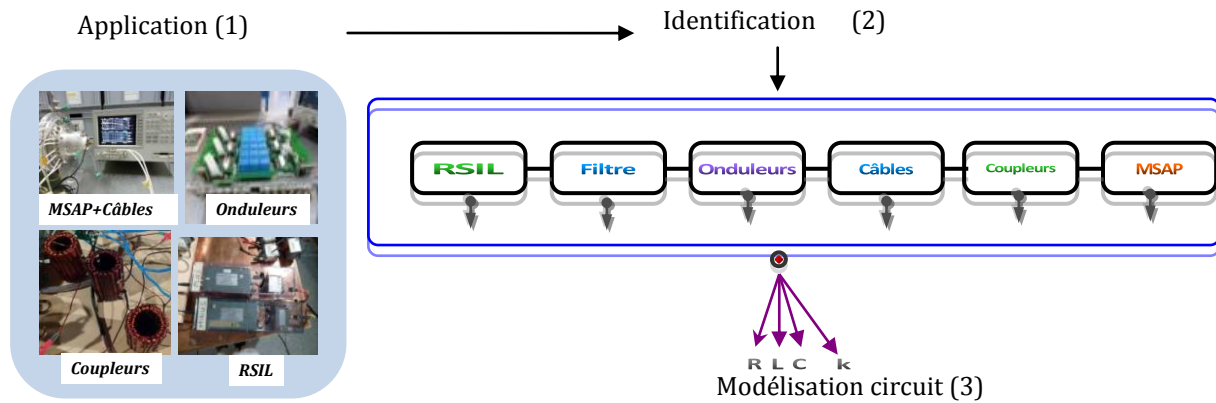 Application (1)
Identification (2)
MSAP+Câbles
Onduleurs
Coupleurs
RSIL
RSIL
Filtre
Onduleurs
Câbles
Coupleurs
MSAP
R L C k
Modélisation circuit (3)